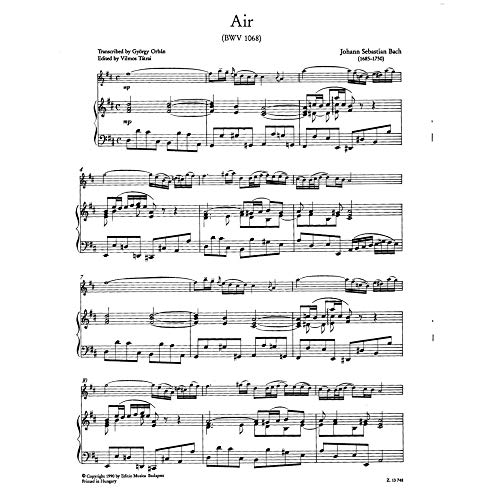 Air
(BWV 1068)
Transcribed by György Orbán
Edited by Vilmos Tátrai
Johann Sebastian Bach
(1685–1750)
mp
mp
4
7
10
© Copyright 1990 by Editio Musica Budapest
Printed in Hungary
Z. 13 748